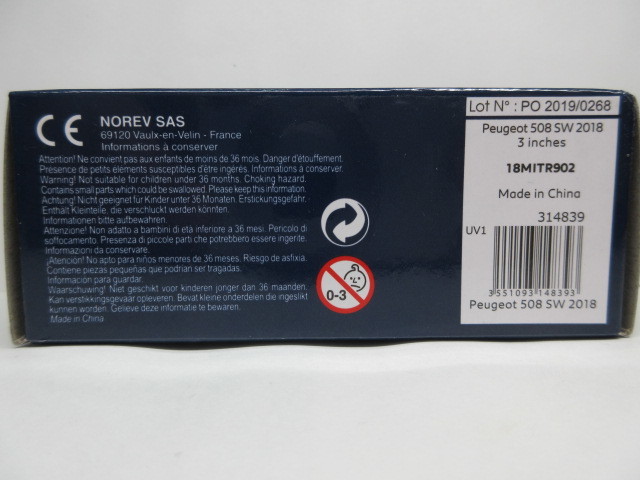 CE
NOREV SAS
69120 Vaulx-en-Velin - France
Informations à conserver
Attention! Ne convient pas aux enfants de moins de 36 mois. Danger d'étouffement.
Présence de petits elements susceptibles d'être ingérés. Informations à conserver.
Warning! Not suitable for children under 36 months. Choking hazard.
Contains small parts which could be swallowed. Please keep this information.
Achtung! Nicht geeignet für Kinder unter 36 Monaten. Erstickungsgefahr.
Enthält Kleinteile, die verschluckt werden könnten.
Informationen bitte aufbewahren.
Attenzione! Non adatto a bambini di età inferiore a 36 mesi. Pericolo di
soffocamento. Presenza di piccole parti che potrebbero essere ingerite.
Informazioni da conservare.
¡Atención! No apto para niños menores de 36 meses. Riesgo de asfixia.
Contiene piezas pequeñas que podrían ser tragadas.
Información para guardar.
Waarschuwing! Niet geschikt voor kinderen jonger dan 36 maanden.
Kan verstikkingsgevaar opleveren. Bevat kleine onderdelen die ingeslikt
kunnen worden. Gelieve deze informatie te bewaren.
Made in China
0-3
Lot N° : PO 2019/0268
Peugeot 508 SW 2018
3 inches
18MITR902
Made in China
314839
UV1
3551093148393
Peugeot 508 SW 2018